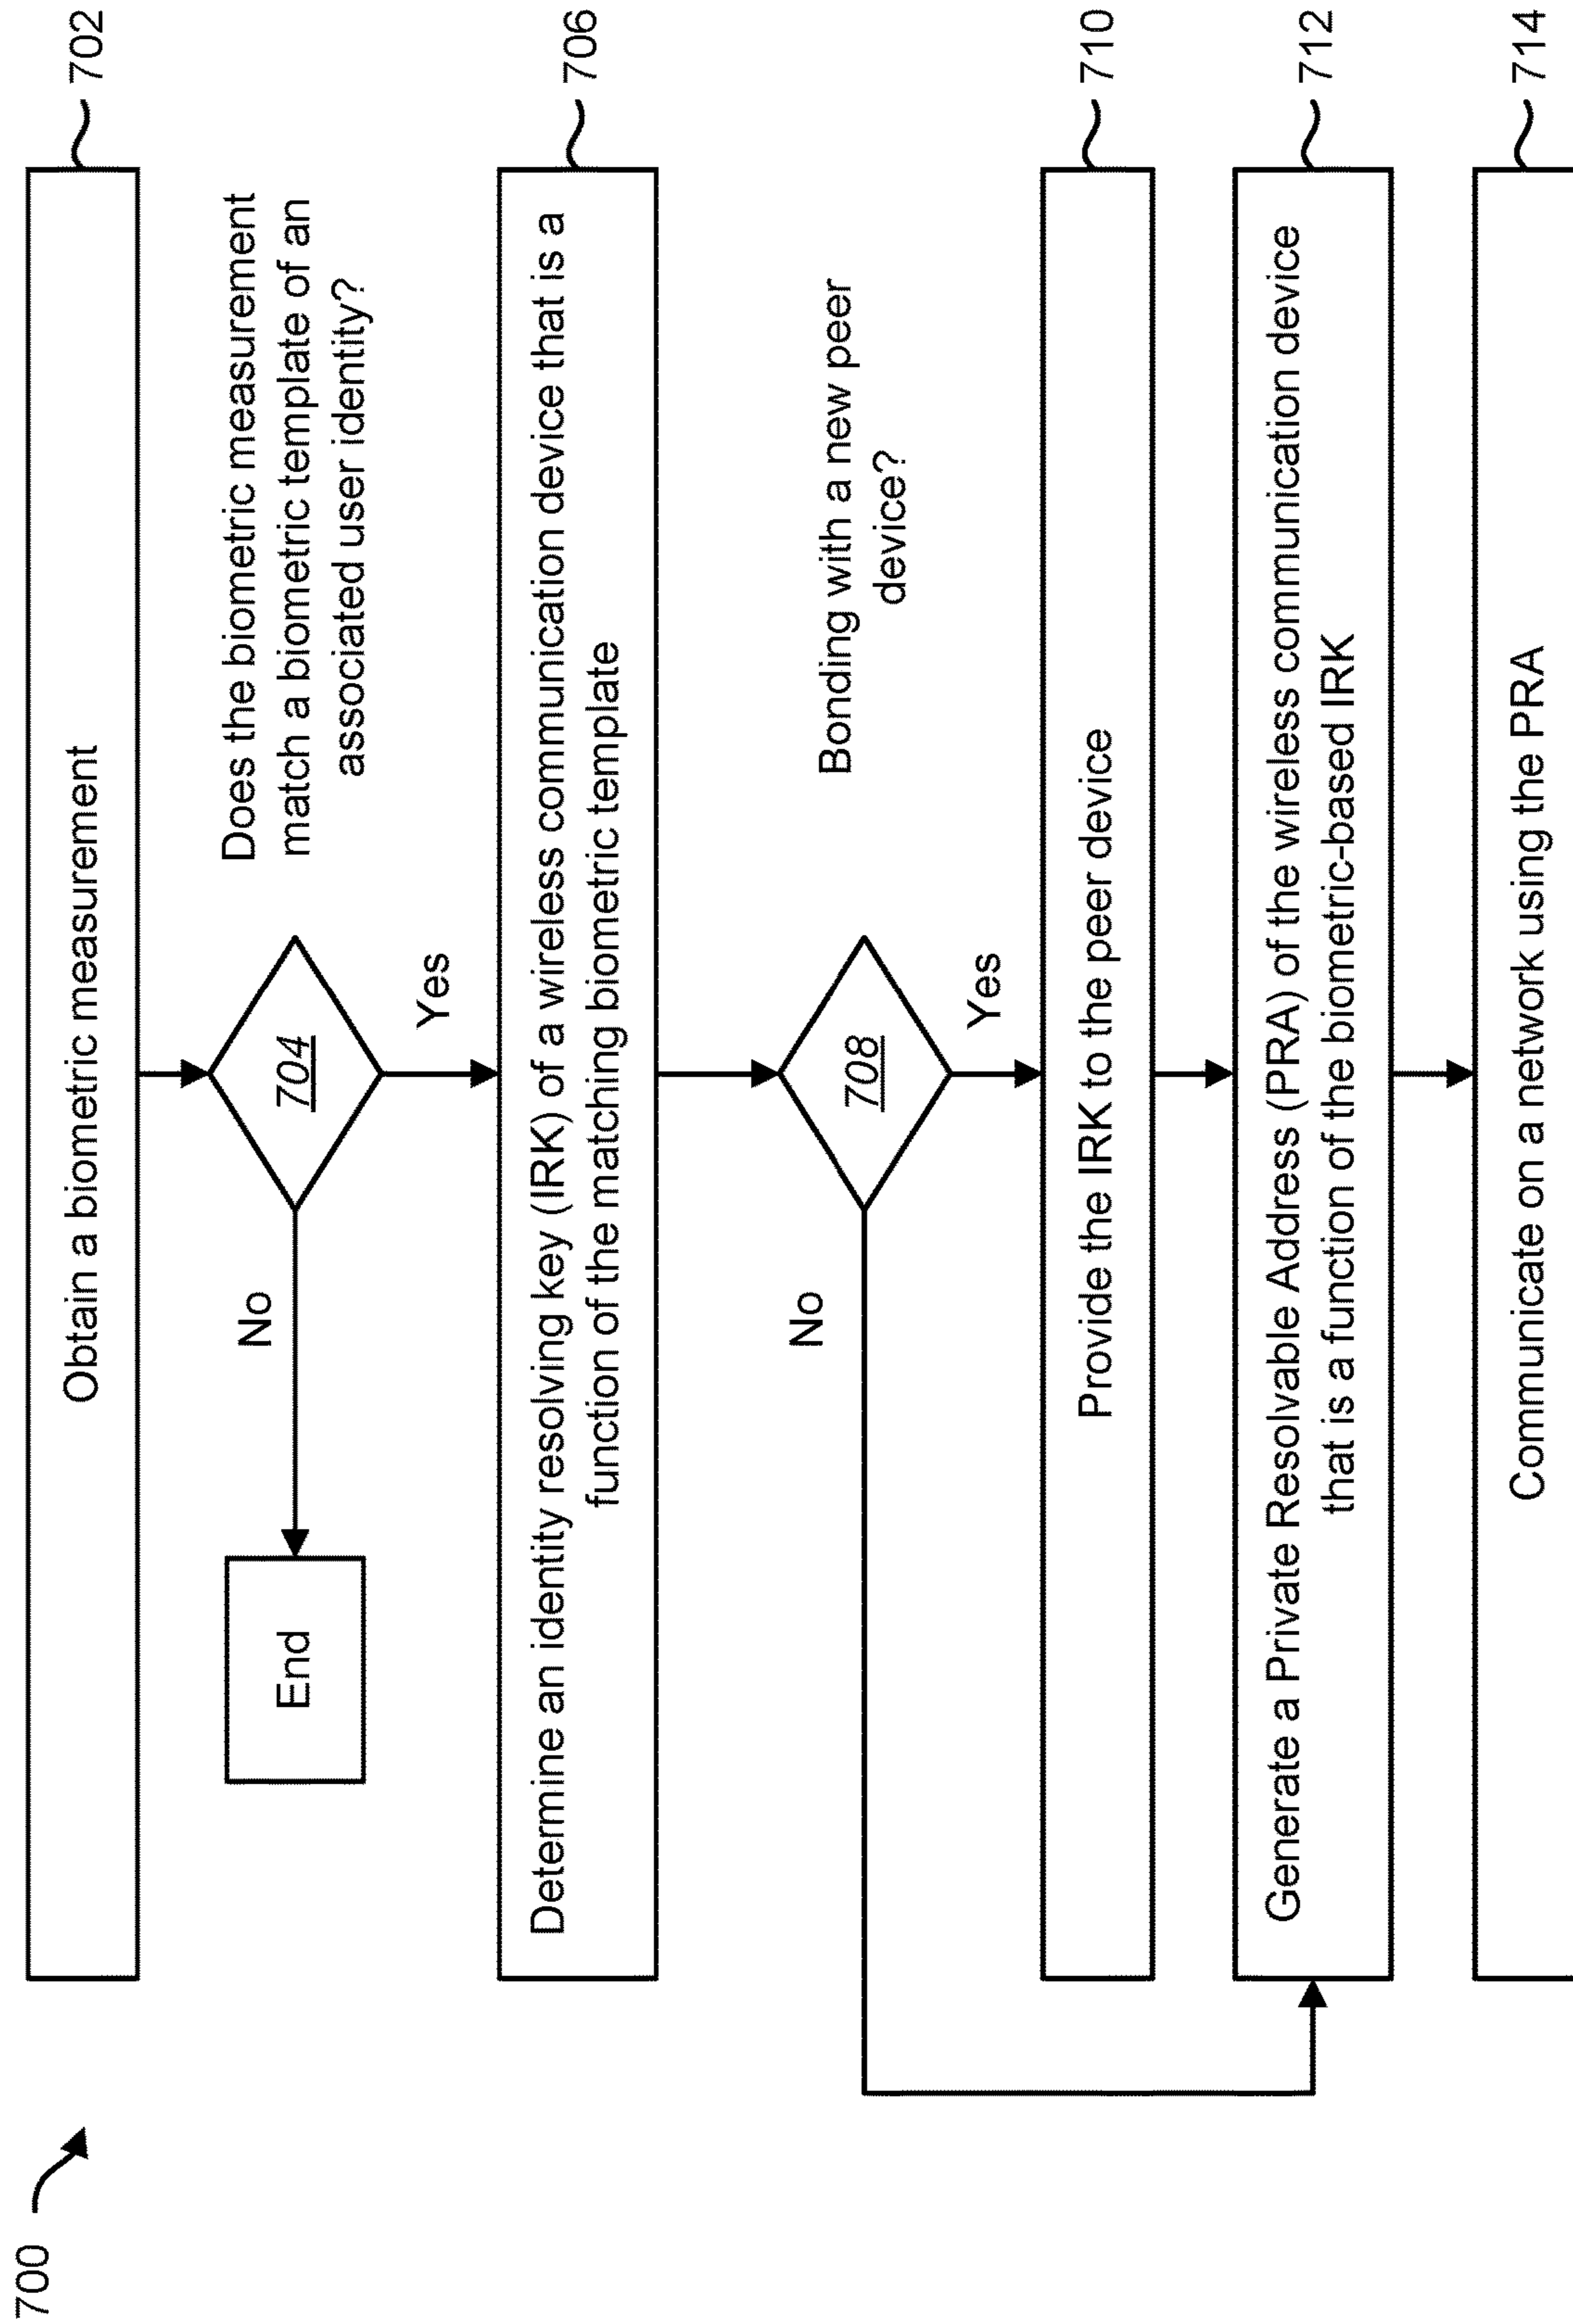 700
Obtain a biometric measurement
702
Does the biometric measurement
match a biometric template of an
associated user identity?
704
No
End
Yes
Determine an identity resolving key (IRK) of a wireless communication device that is a
function of the matching biometric template
706
Bonding with a new peer
device?
708
No
Yes
Provide the IRK to the peer device
710
Generate a Private Resolvable Address (PRA) of the wireless communication device
that is a function of the biometric-based IRK
712
Communicate on a network using the PRA
714